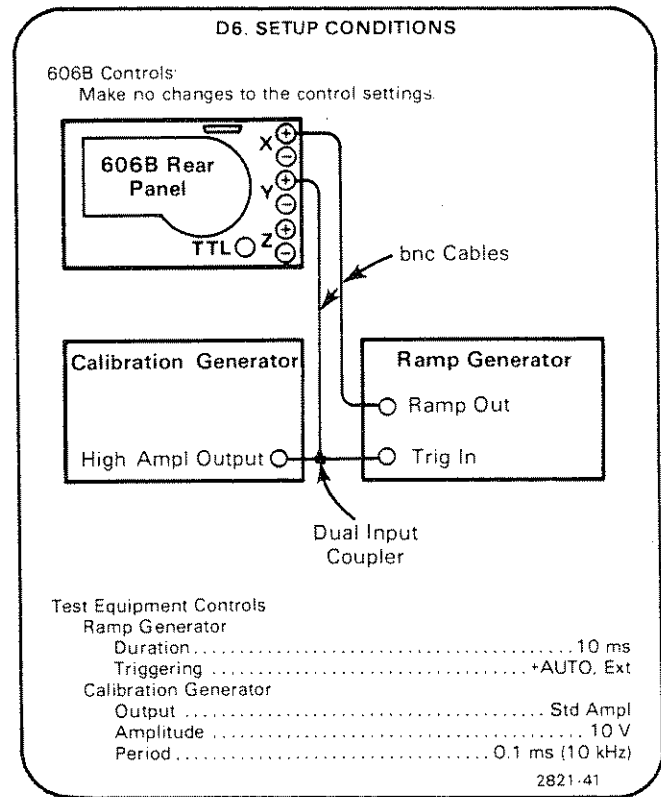 D6. SETUP CONDITIONS
606B Controls:
Make no changes to the control settings.
606B Rear
Panel
X + −
Y + −
TTL Z + −
bnc Cables
Calibration Generator
High Ampl Output
Ramp Generator
Ramp Out
Trig In
Dual Input
Coupler
Test Equipment Controls
Ramp Generator
Duration........................................10 ms
Triggering ................................+AUTO, Ext
Calibration Generator
Output .....................................Std Ampl
Amplitude .....................................10 V
Period............................0.1 ms (10 kHz)
2821-41